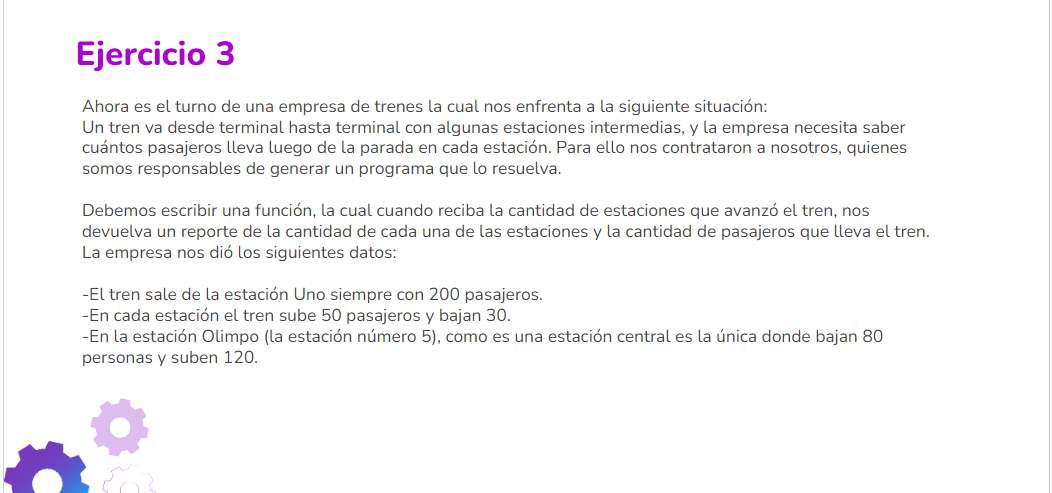 Ejercicio 3
Ahora es el turno de una empresa de trenes la cual nos enfrenta a la siguiente situación:
Un tren va desde terminal hasta terminal con algunas estaciones intermedias, y la empresa necesita saber
cuántos pasajeros lleva luego de la parada en cada estación. Para ello nos contrataron a nosotros, quienes
somos responsables de generar un programa que lo resuelva.
Debemos escribir una función, la cual cuando reciba la cantidad de estaciones que avanzó el tren, nos
devuelva un reporte de la cantidad de cada una de las estaciones y la cantidad de pasajeros que lleva el tren.
La empresa nos dió los siguientes datos:
-El tren sale de la estación Uno siempre con 200 pasajeros.
-En cada estación el tren sube 50 pasajeros y bajan 30.
-En la estación Olimpo (la estación número 5), como es una estación central es la única donde bajan 80
personas y suben 120.